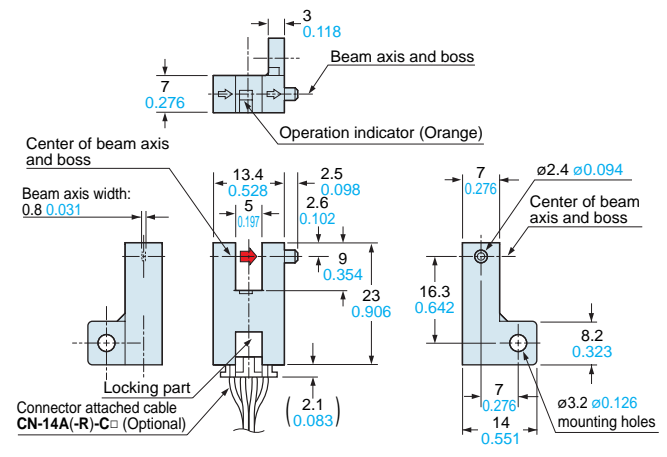 3
0.118
Beam axis and boss
7
0.276
Operation indicator (Orange)
Center of beam axis
and boss
13.4
0.528
2.5
0.098
5
0.197
2.6
0.102
Beam axis width:
0.8 0.031
9
0.354
23
0.906
Locking part
Connector attached cable
CN-14A(-R)-C□ (Optional)
(2.1)
(0.083)
7
0.276
ø2.4 ø0.094
Center of beam
axis and boss
16.3
0.642
8.2
0.323
7
0.276
14
0.551
ø3.2 ø0.126
mounting holes